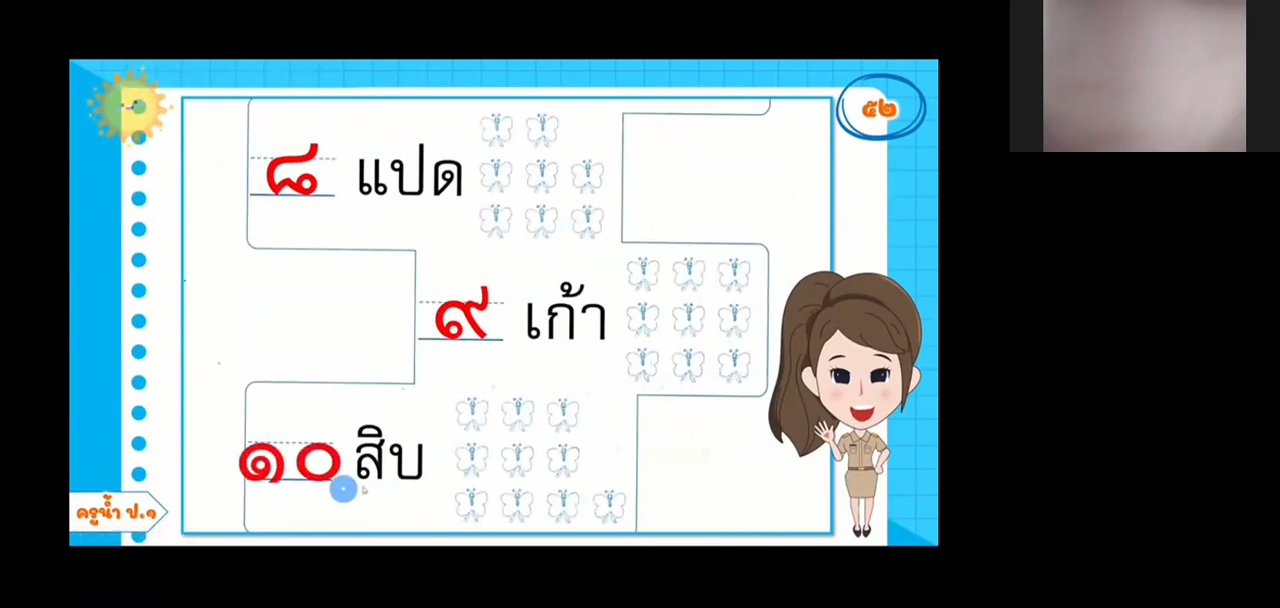 ๕๒
๘ แปด
๙ เก้า
๑๐ สิบ
ครูน้ำ ป.๑